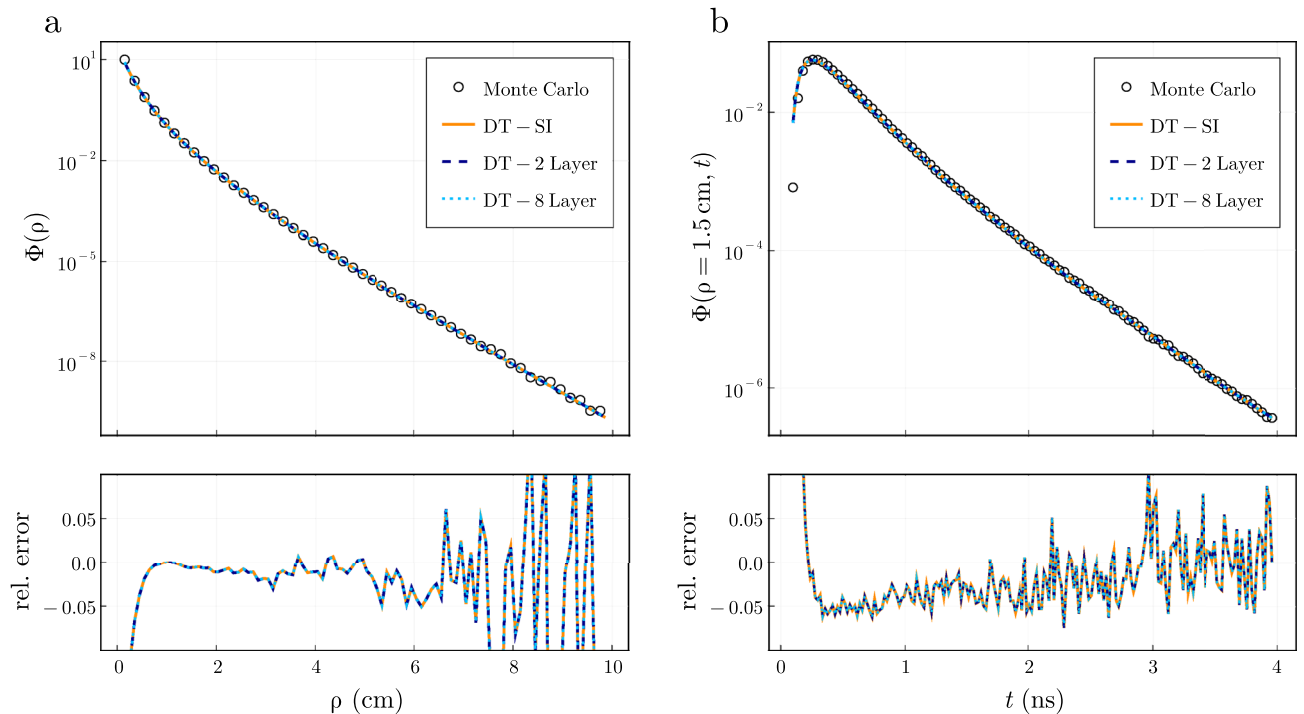 a
10^1
10^−2
10^−5
10^−8
Φ(ρ)
Monte Carlo
DT − SI
DT − 2 Layer
DT − 8 Layer
0.05
0.0
−0.05
rel. error
0 2 4 6 8 10
ρ (cm)
b
10^−2
10^−4
10^−6
Φ(ρ = 1.5 cm, t)
Monte Carlo
DT − SI
DT − 2 Layer
DT − 8 Layer
0.05
0.0
−0.05
rel. error
0 1 2 3 4
t (ns)